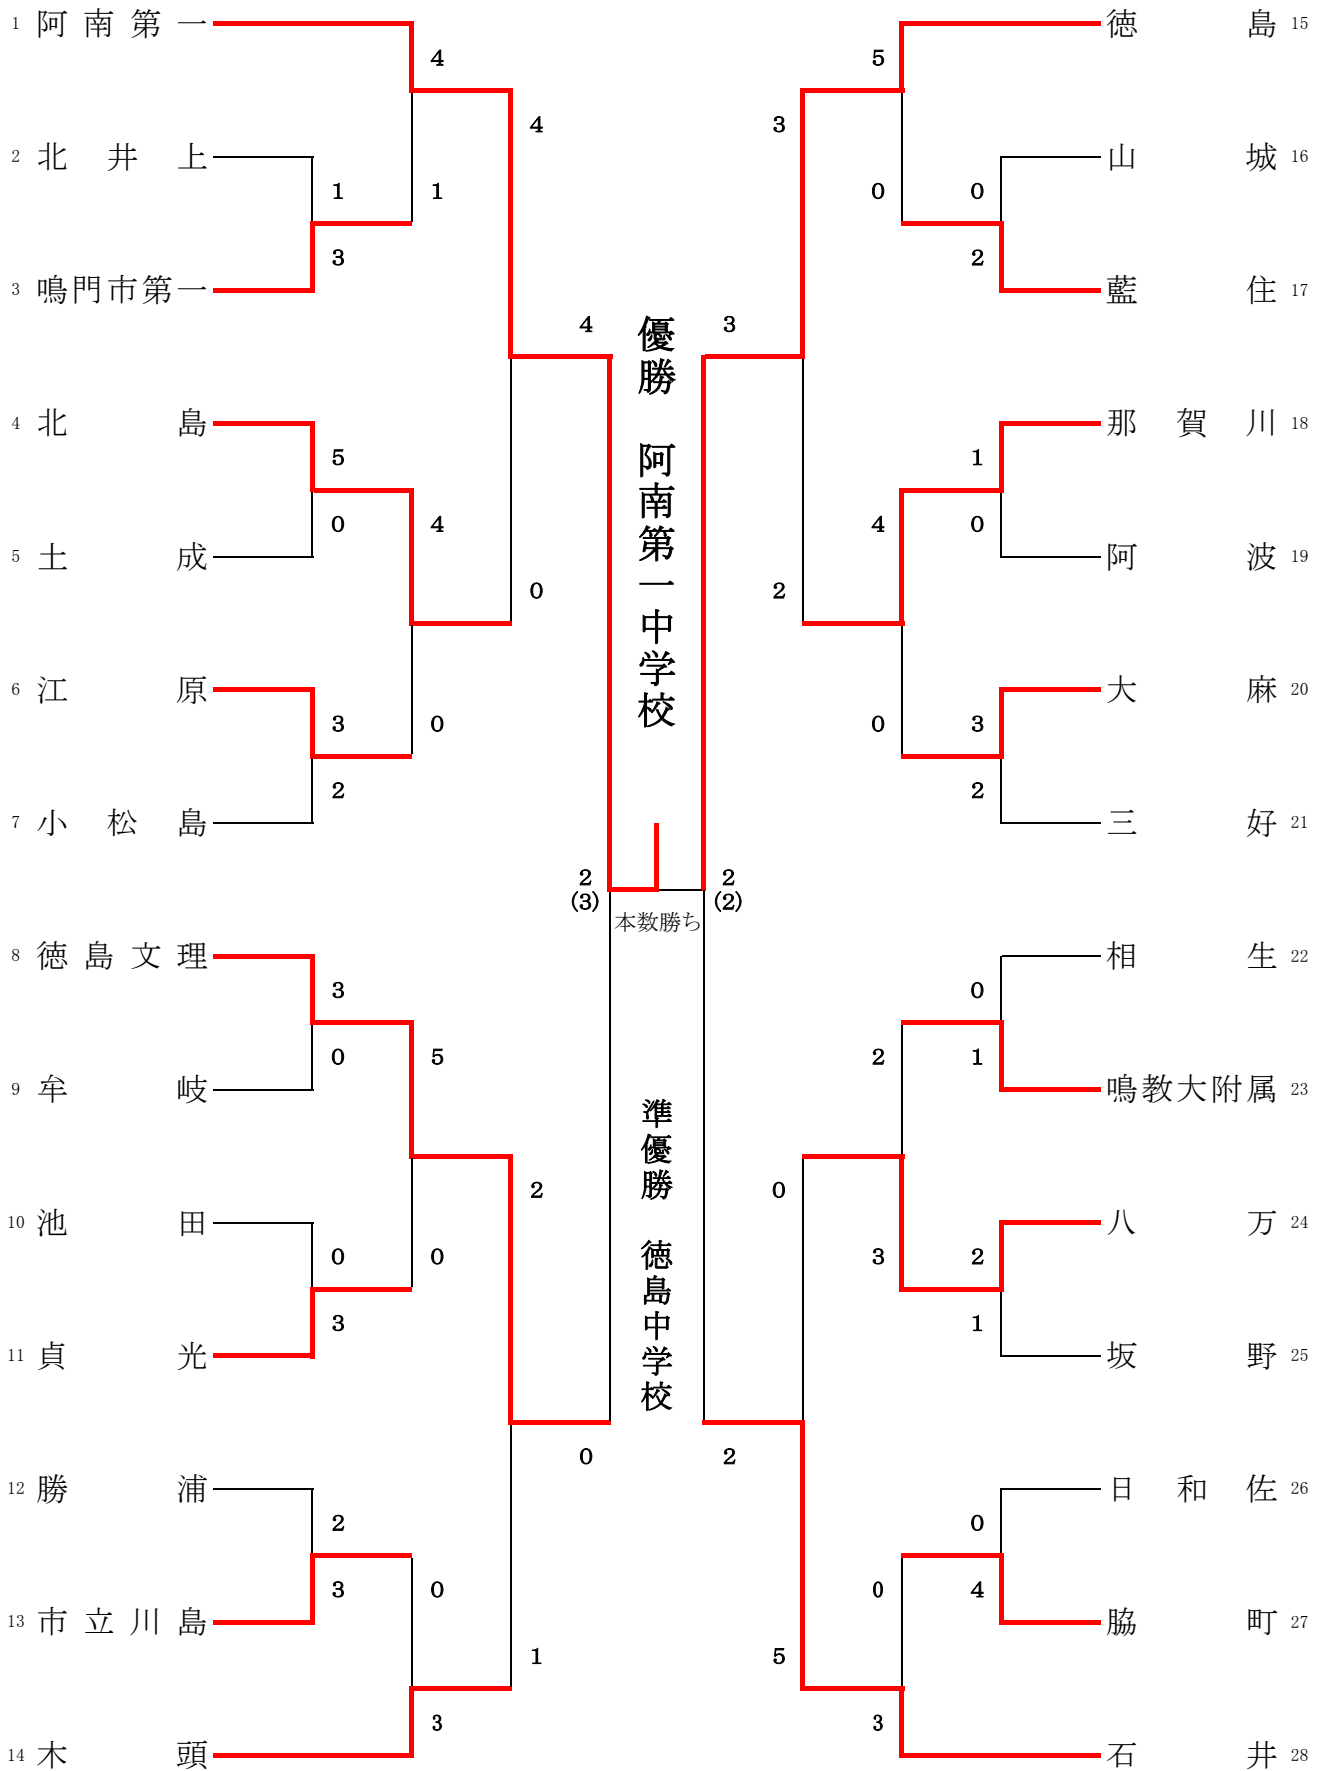 1 阿南第一
4
4
2 北井上
1
1
3
3 鳴門市第一
4
4 北島
5
0
4
5 土成
0
6 江原
3
0
2
7 小松島
8 徳島文理
3
0
5
9 牟岐
2
10 池田
0
0
3
11 貞光
0
12 勝浦
2
3
0
13 市立川島
1
3
14 木頭
優勝 阿南第一中学校
2
(3)
2
(2)
本数勝ち
準優勝 徳島中学校
徳島 15
5
3
山城 16
0
0
2
藍住 17
3
那賀川 18
1
4
0
阿波 19
2
大麻 20
0
3
2
三好 21
相生 22
0
2
1
鳴教大附属 23
0
八万 24
3
2
1
坂野 25
2
日和佐 26
0
0
4
脇町 27
5
3
石井 28